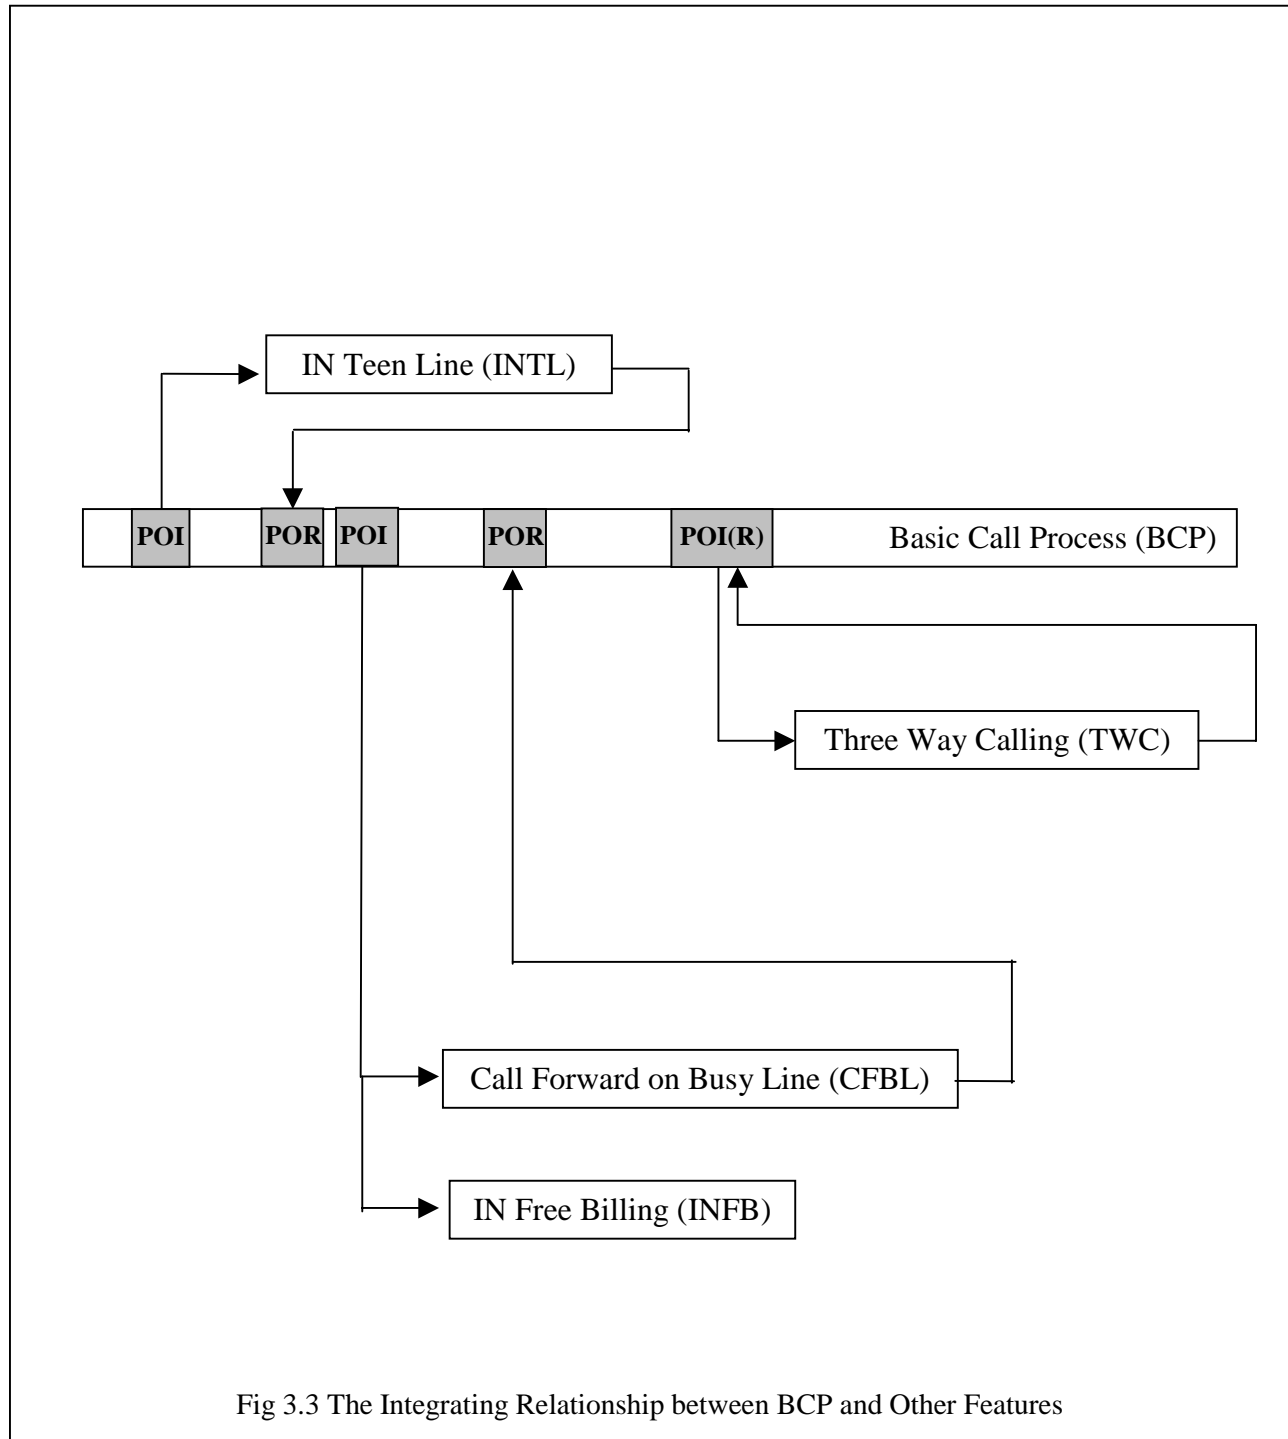 IN Teen Line (INTL)
POI POR POI POR POI(R) Basic Call Process (BCP)
Three Way Calling (TWC)
Call Forward on Busy Line (CFBL)
IN Free Billing (INFB)
Fig 3.3 The Integrating Relationship between BCP and Other Features